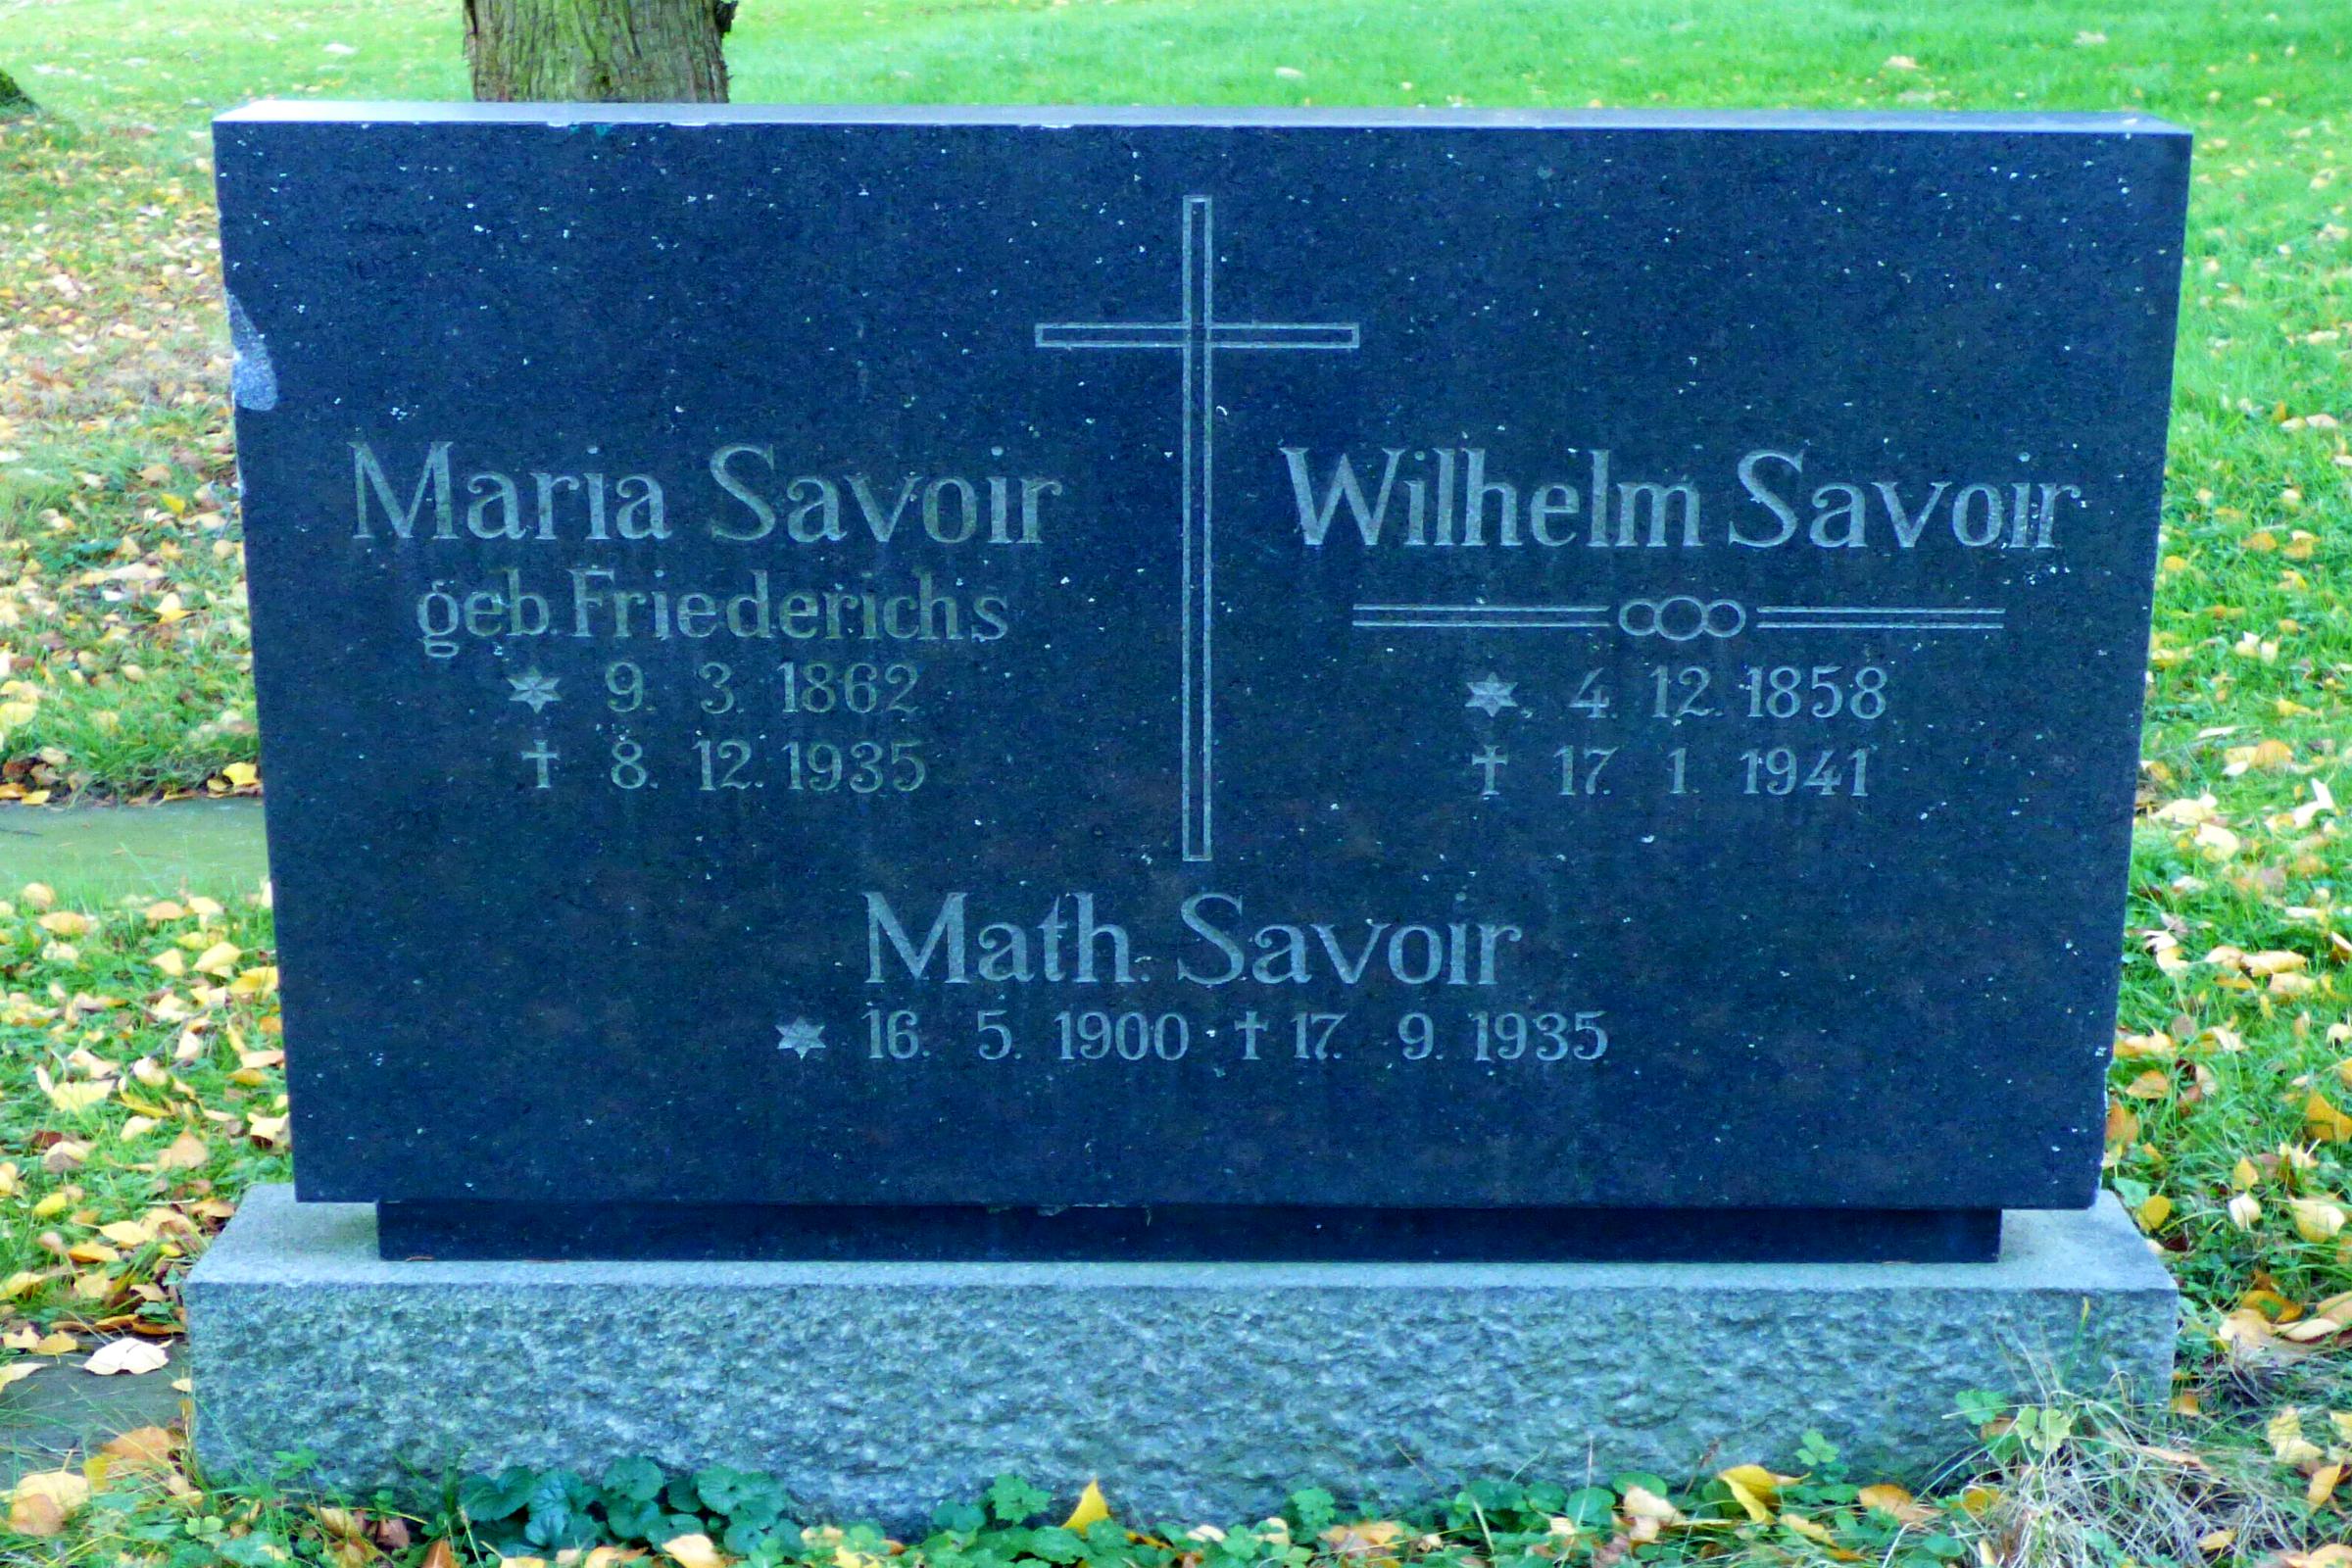 Maria Savoir
geb. Friederichs
✶ 9. 3. 1862
† 8. 12. 1935
Wilhelm Savoir
✶ 4. 12. 1858
† 17. 1. 1941
Math. Savoir
✶ 16. 5. 1900 † 17. 9. 1935